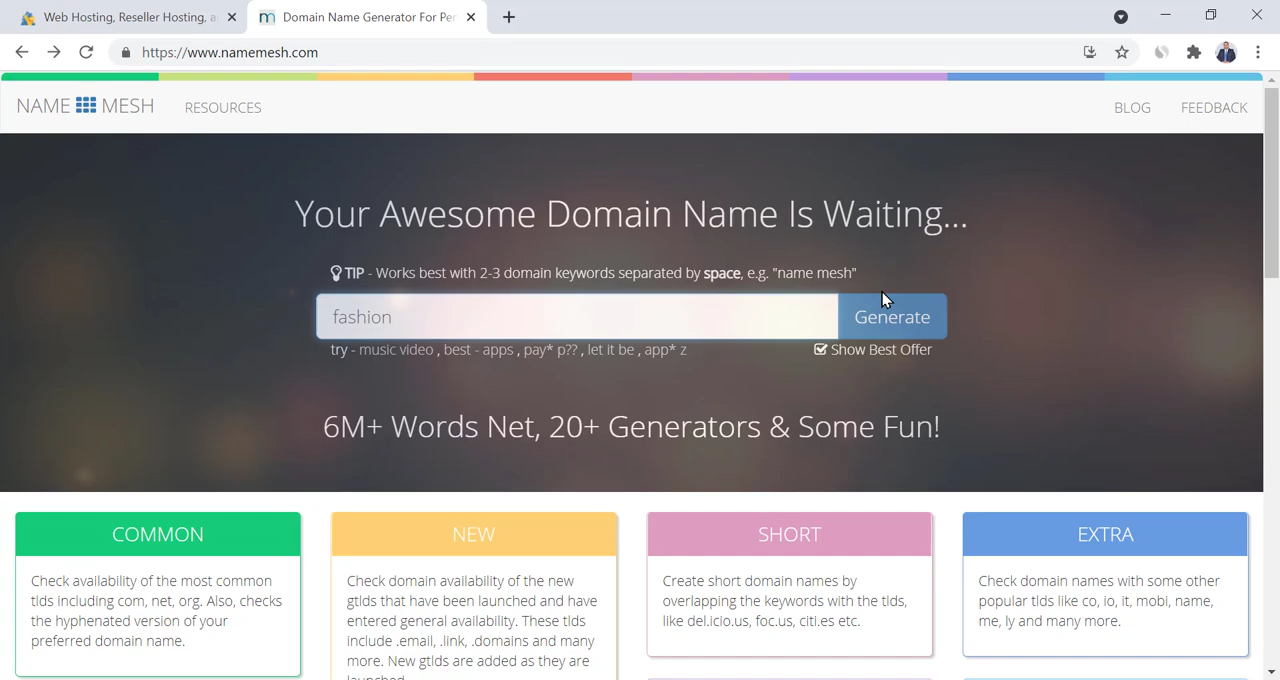 Web Hosting, Reseller Hosting, a
Domain Name Generator For Per
https://www.namemesh.com
NAME MESH
RESOURCES
BLOG
FEEDBACK
Your Awesome Domain Name Is Waiting...
TIP - Works best with 2-3 domain keywords separated by space, e.g. "name mesh"
fashion
Generate
try - music video , best - apps , pay* p?? , let it be , app* z
Show Best Offer
6M+ Words Net, 20+ Generators & Some Fun!
COMMON
Check availability of the most common
tlds including com, net, org. Also, checks
the hyphenated version of your
preferred domain name.
NEW
Check domain availability of the new
gtlds that have been launched and have
entered general availability. These tlds
include .email, .link, .domains and many
more. New gtlds are added as they are
launched.
SHORT
Create short domain names by
overlapping the keywords with the tlds,
like del.icio.us, foc.us, citi.es etc.
EXTRA
Check domain names with some other
popular tlds like co, io, it, mobi, name,
me, ly and many more.